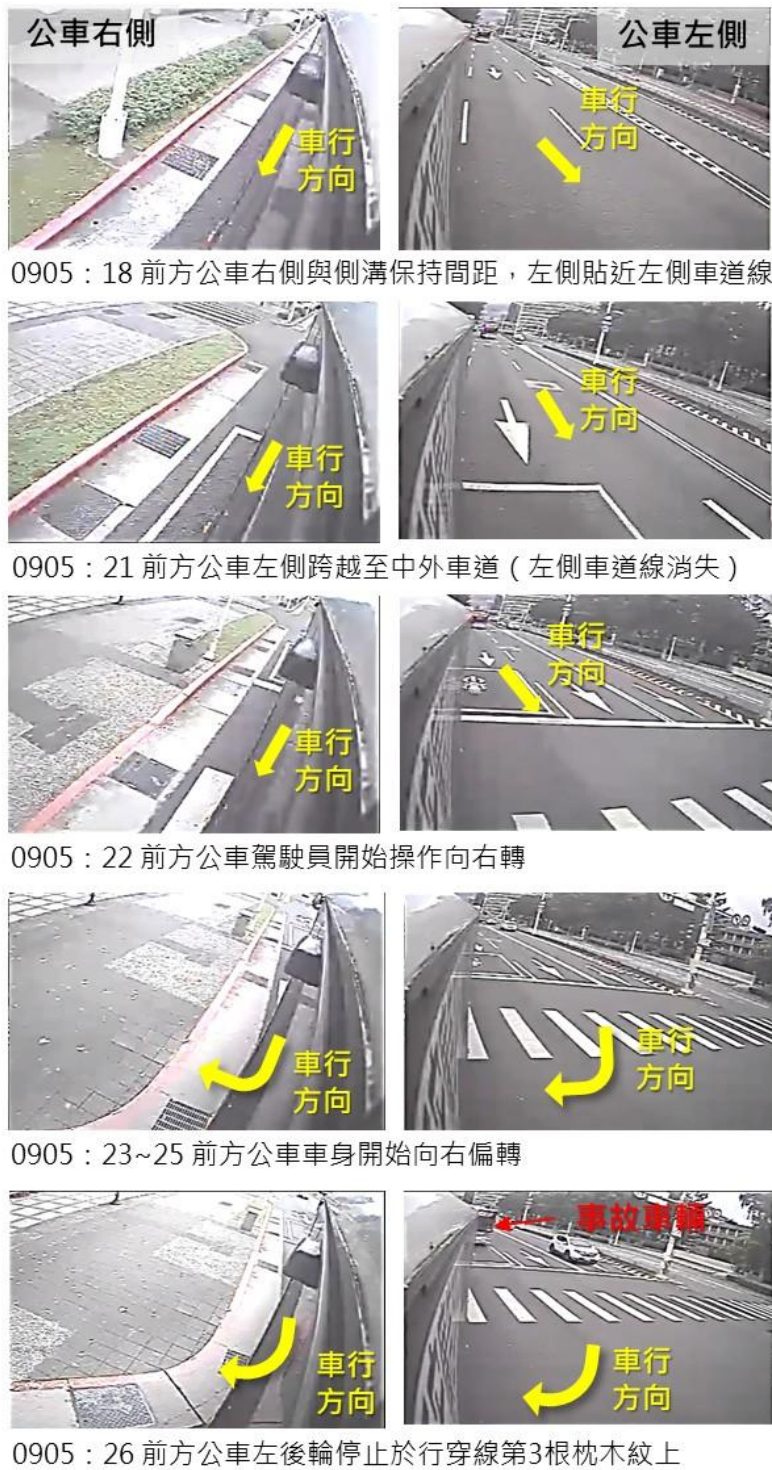 公車右側
公車左側
車行
方向
車行
方向
0905：18 前方公車右側與側溝保持間距，左側貼近左側車道線
車行
方向
車行
方向
0905：21 前方公車左側跨越至中外車道（左側車道線消失）
車行
方向
車行
方向
0905：22 前方公車駕駛員開始操作向右轉
車行
方向
車行
方向
0905：23~25 前方公車車身開始向右偏轉
事故車輛
車行
方向
車行
方向
0905：26 前方公車左後輪停止於行穿線第3根枕木紋上